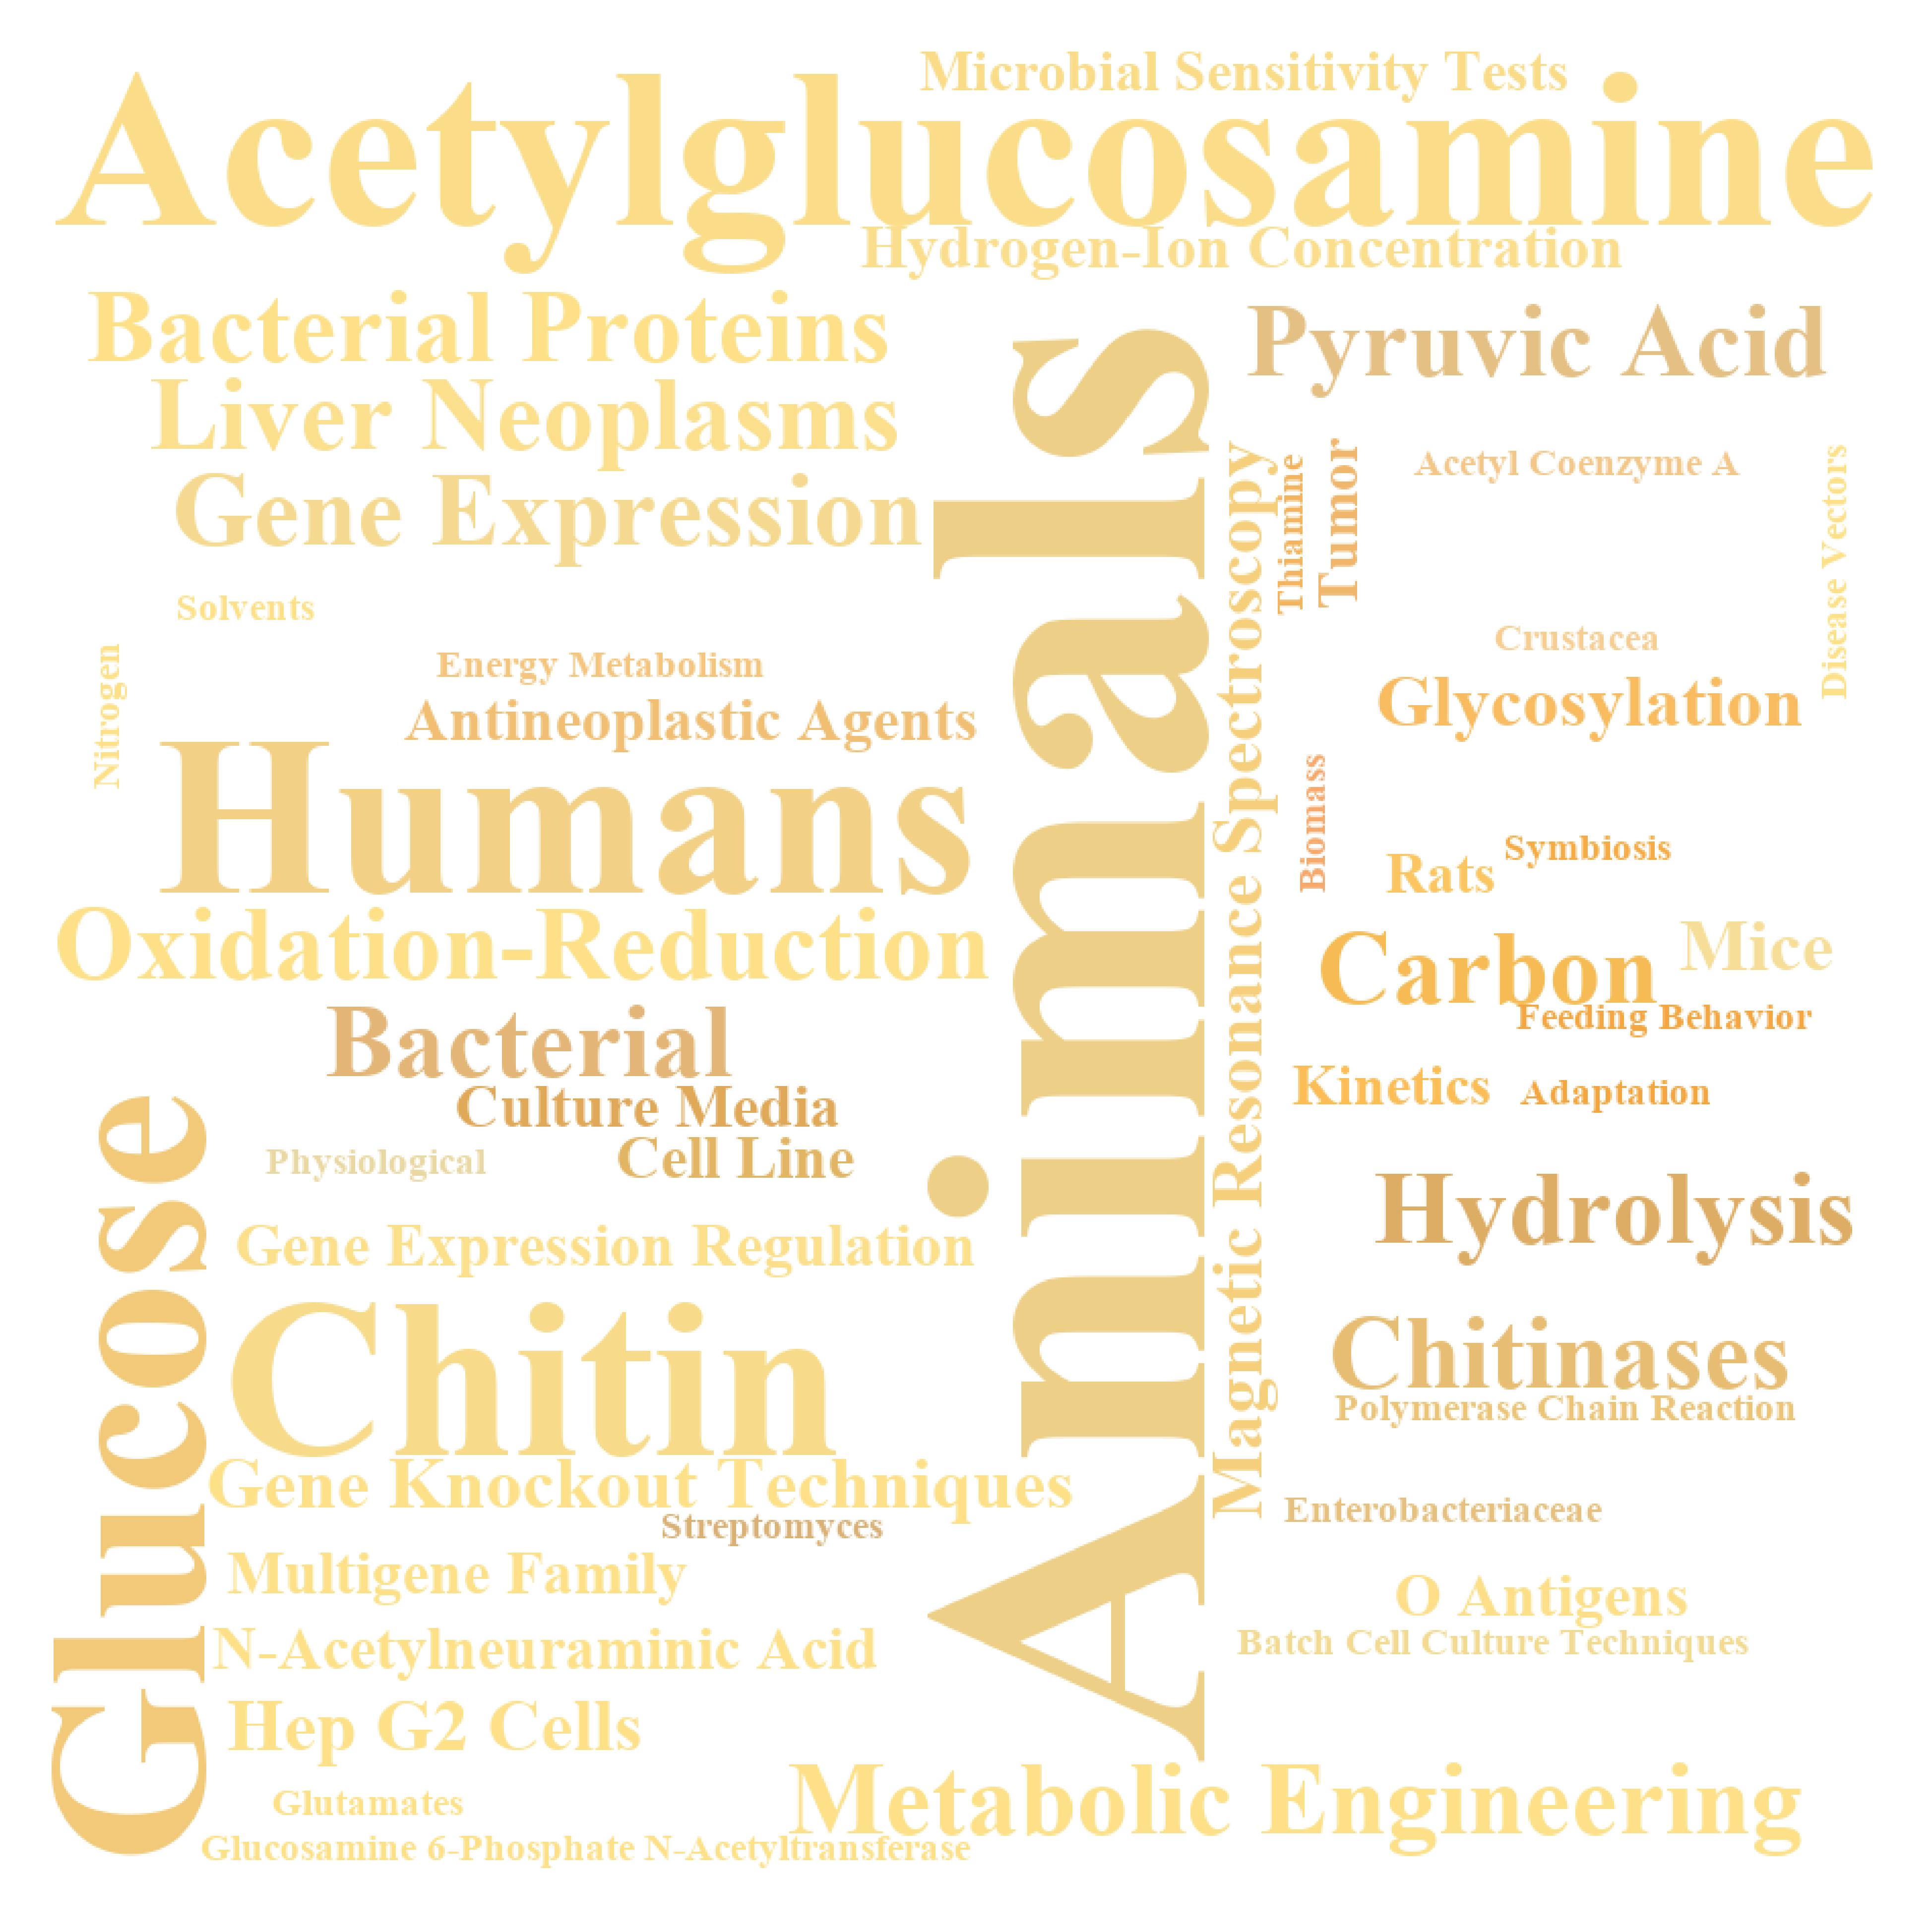 Microbial Sensitivity Tests
Acetylglucosamine
Hydrogen-Ion Concentration
Bacterial Proteins
Pyruvic Acid
Liver Neoplasms
Gene Expression
Animals
Magnetic Resonance Spectroscopy
Thiamine
Tumor
Acetyl Coenzyme A
Disease Vectors
Solvents
Nitrogen
Energy Metabolism
Crustacea
Antineoplastic Agents
Glycosylation
Humans
Biomass
Rats
Symbiosis
Oxidation-Reduction
Carbon
Mice
Feeding Behavior
Bacterial
Culture Media
Kinetics
Adaptation
Cell Line
Physiological
Glucose
Hydrolysis
Gene Expression Regulation
Chitin
Chitinases
Polymerase Chain Reaction
Gene Knockout Techniques
Streptomyces
Enterobacteriaceae
Multigene Family
O Antigens
N-Acetylneuraminic Acid
Batch Cell Culture Techniques
Hep G2 Cells
Metabolic Engineering
Glutamates
Glucosamine 6-Phosphate N-Acetyltransferase